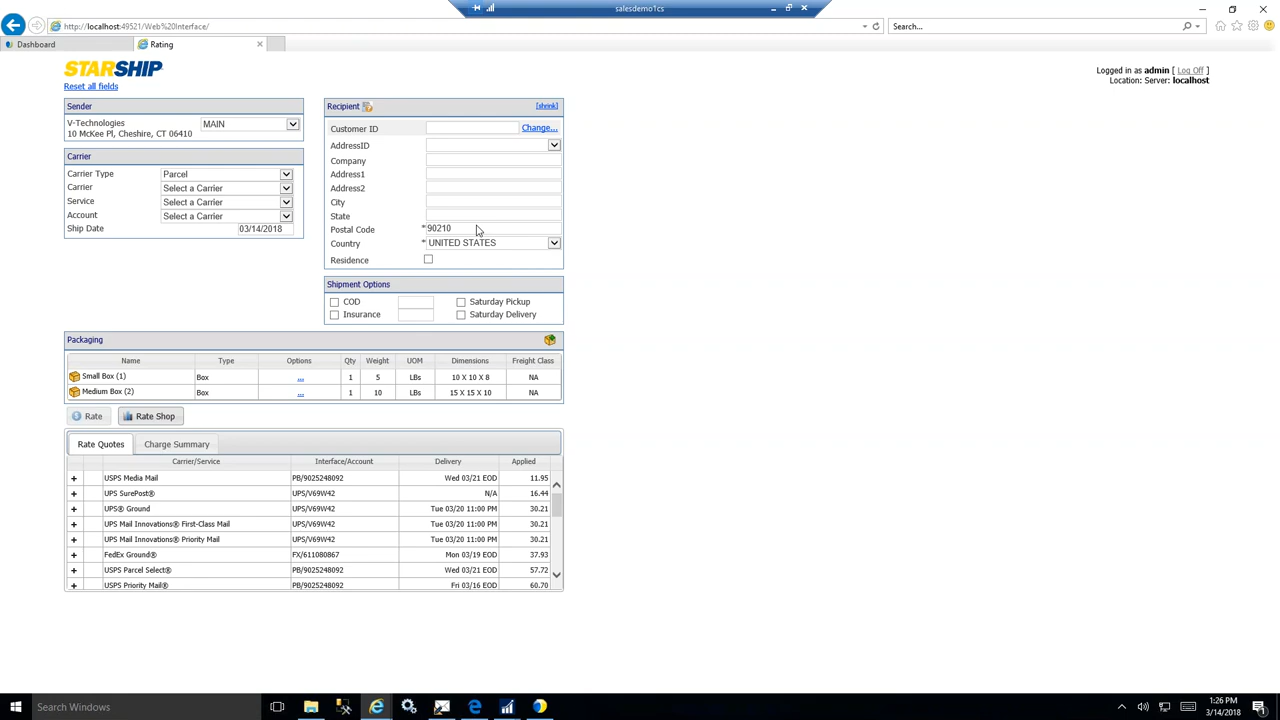 salesdemo1cs
http://localhost:49521/Web%20Interface/
Search...
Dashboard
Rating
STARSHIP
Reset all fields
Logged in as admin [ Log Off ]
Location: Server: localhost
Sender
V-Technologies
MAIN
10 McKee Pl, Cheshire, CT 06410
Carrier
Carrier Type Parcel
Carrier Select a Carrier
Service Select a Carrier
Account Select a Carrier
Ship Date 03/14/2018
Recipient [shrink]
Customer ID Change...
AddressID
Company
Address1
Address2
City
State
Postal Code * 90210
Country * UNITED STATES
Residence
Shipment Options
COD Saturday Pickup
Insurance Saturday Delivery
Packaging
Name Type Options Qty Weight UOM Dimensions Freight Class
Small Box (1) Box ... 1 5 LBs 10 X 10 X 8 NA
Medium Box (2) Box ... 1 10 LBs 15 X 15 X 10 NA
Rate Rate Shop
Rate Quotes Charge Summary
Carrier/Service Interface/Account Delivery Applied
+ USPS Media Mail PB/9025248092 Wed 03/21 EOD 11.95
+ UPS SurePost® UPS/V69W42 N/A 16.44
+ UPS® Ground UPS/V69W42 Tue 03/20 11:00 PM 30.21
+ UPS Mail Innovations® First-Class Mail UPS/V69W42 Tue 03/20 11:00 PM 30.21
+ UPS Mail Innovations® Priority Mail UPS/V69W42 Tue 03/20 11:00 PM 30.21
+ FedEx Ground® FX/611080867 Mon 03/19 EOD 37.93
+ USPS Parcel Select® PB/9025248092 Wed 03/21 EOD 57.72
+ USPS Priority Mail® PB/9025248092 Fri 03/16 EOD 60.70
Search Windows
1:26 PM
3/14/2018